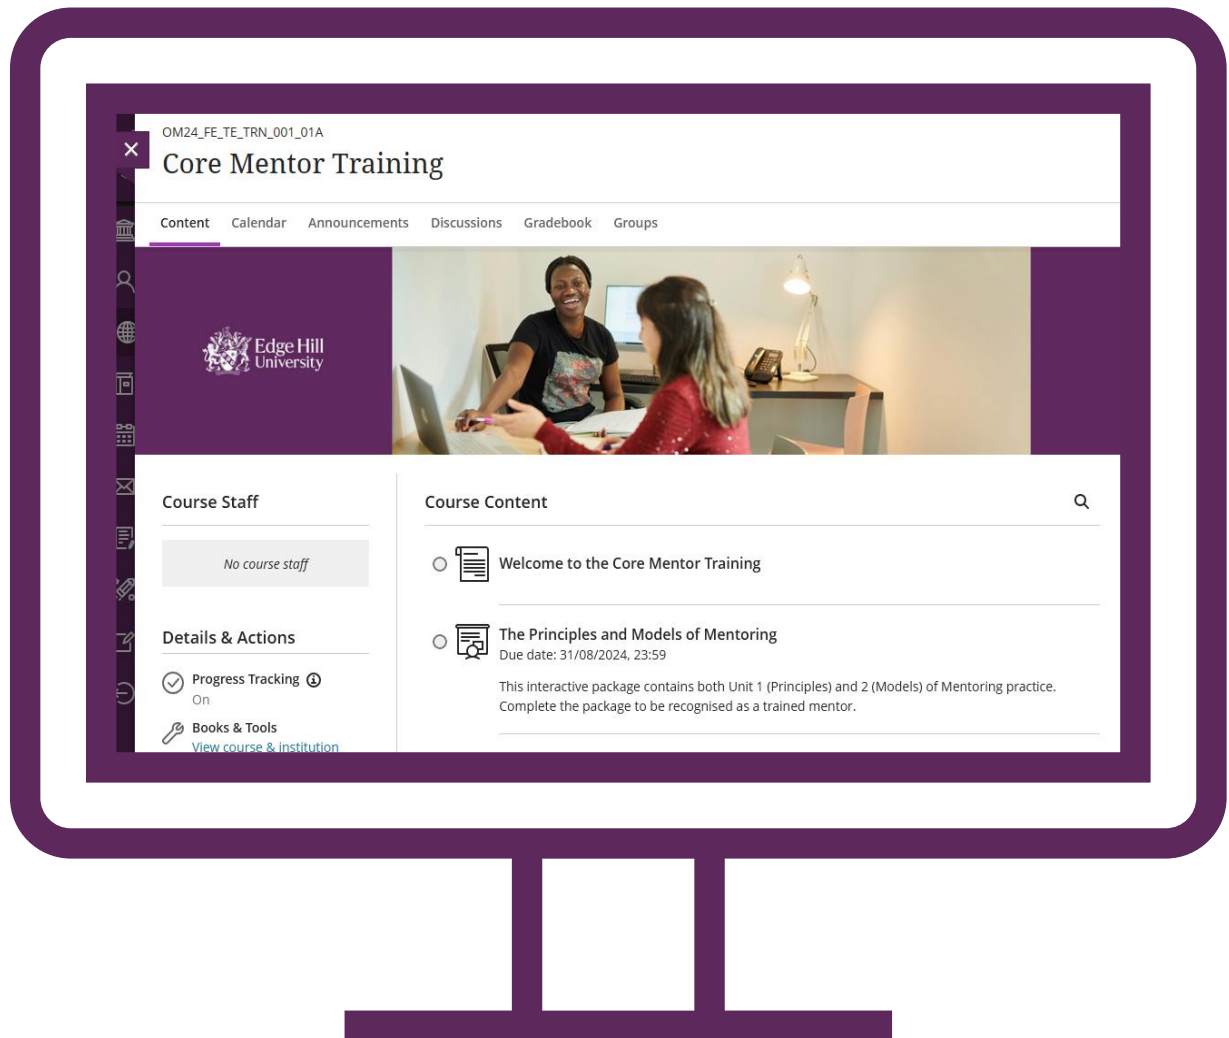 OM24_FE_TE_TRN_001_01A
Core Mentor Training
Content Calendar Announcements Discussions Gradebook Groups
Edge Hill
University
Course Staff
No course staff
Details & Actions
Progress Tracking
On
Books & Tools
View course & institution
Course Content
Welcome to the Core Mentor Training
The Principles and Models of Mentoring
Due date: 31/08/2024, 23:59
This interactive package contains both Unit 1 (Principles) and 2 (Models) of Mentoring practice.
Complete the package to be recognised as a trained mentor.